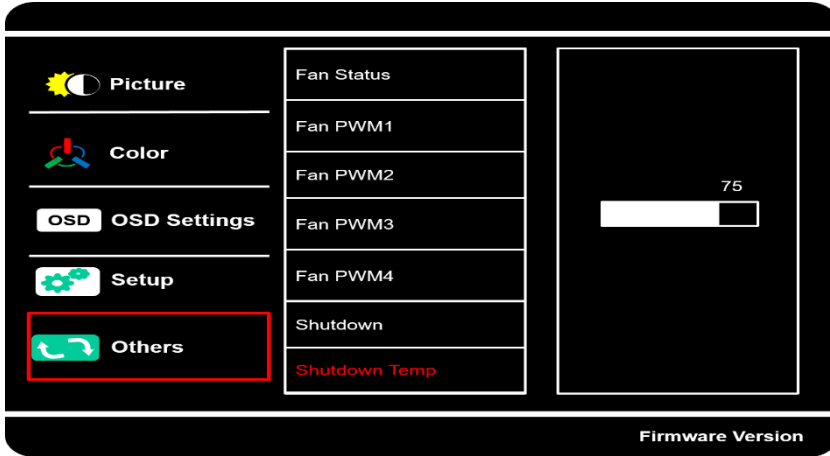 Picture
Color
OSD OSD Settings
Setup
Others
Fan Status
Fan PWM1
Fan PWM2
Fan PWM3
Fan PWM4
Shutdown
Shutdown Temp
75
Firmware Version